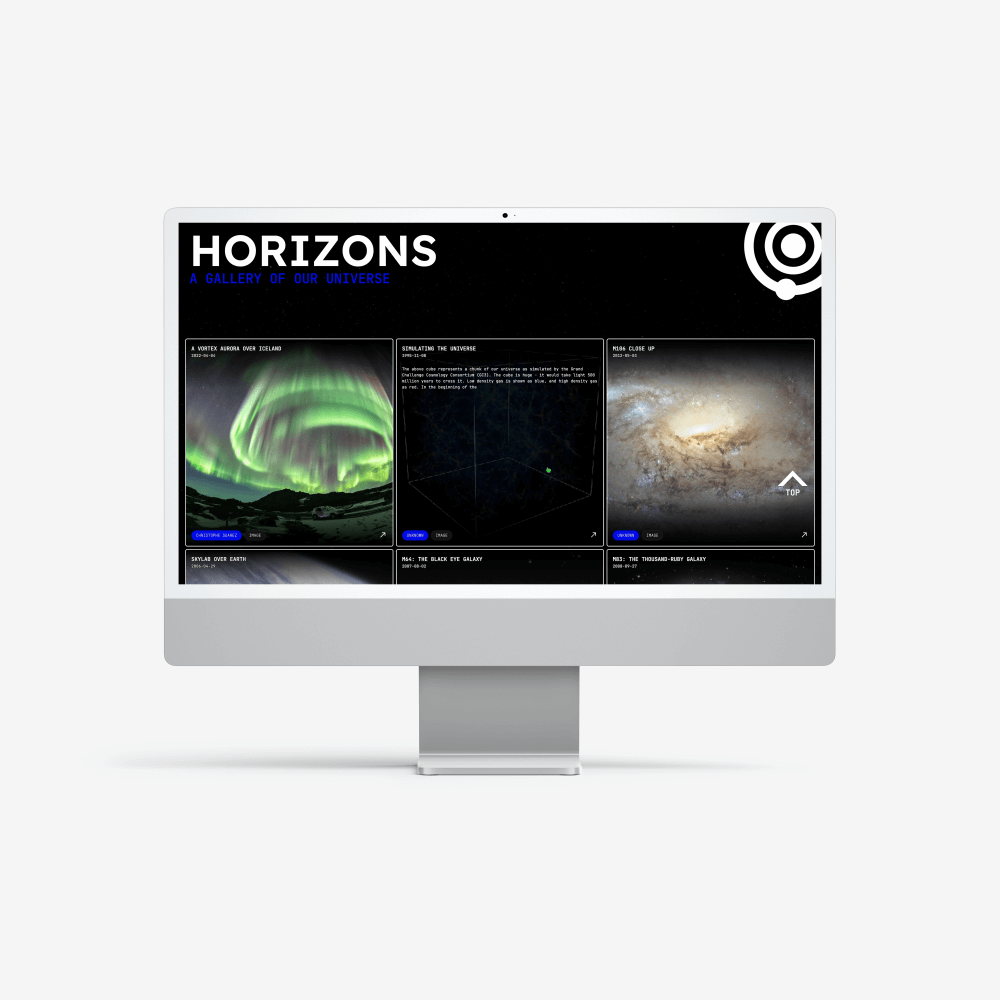 HORIZONS
A GALLERY OF OUR UNIVERSE
A VORTEX AURORA OVER ICELAND
2022-04-04
CHRISTOPHE SUAREZ
IMAGE
SIMULATING THE UNIVERSE
1995-11-08
The above cube represents a chunk of our universe as simulated by the Grand
Challenge Cosmology Consortium (GC3). The cube is huge - it would take light 500
million years to cross it. Low density gas is shown as blue, and high density gas
as red. In the beginning of the
UNKNOWN
IMAGE
M106 CLOSE UP
2012-05-03
TOP
UNKNOWN
IMAGE
SKYLAB OVER EARTH
2006-04-29
M64: THE BLACK EYE GALAXY
2007-08-02
M83: THE THOUSAND-RUBY GALAXY
2008-09-27